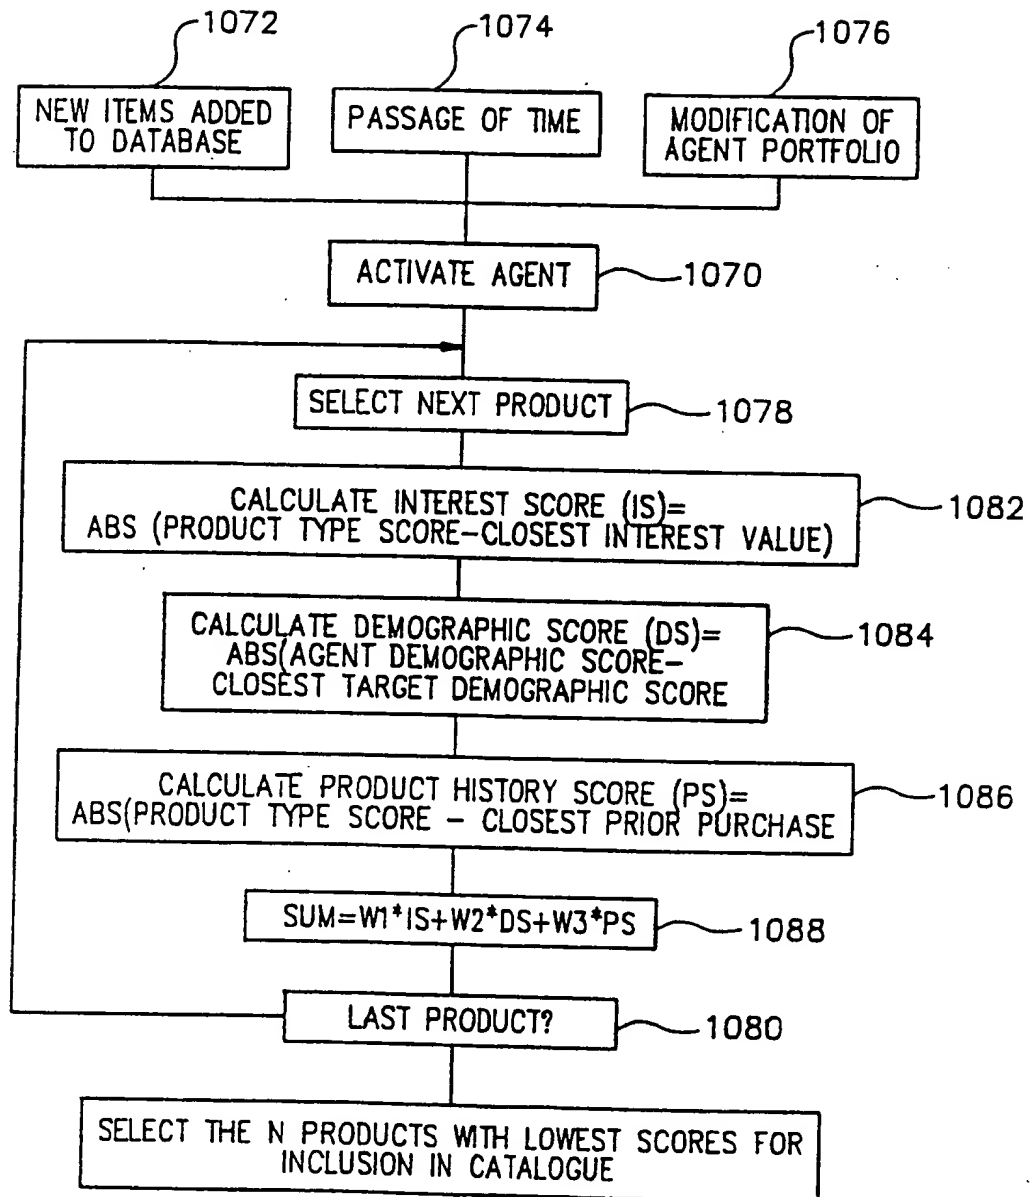 1072
1074
1076
NEW ITEMS ADDED
TO DATABASE
PASSAGE OF TIME
MODIFICATION OF
AGENT PORTFOLIO
ACTIVATE AGENT
1070
SELECT NEXT PRODUCT
1078
CALCULATE INTEREST SCORE (IS)=
ABS (PRODUCT TYPE SCORE-CLOSEST INTEREST VALUE)
1082
CALCULATE DEMOGRAPHIC SCORE (DS)=
ABS(AGENT DEMOGRAPHIC SCORE-
CLOSEST TARGET DEMOGRAPHIC SCORE
1084
CALCULATE PRODUCT HISTORY SCORE (PS)=
ABS(PRODUCT TYPE SCORE - CLOSEST PRIOR PURCHASE
1086
SUM=W1*IS+W2*DS+W3*PS
1088
LAST PRODUCT?
1080
SELECT THE N PRODUCTS WITH LOWEST SCORES FOR
INCLUSION IN CATALOGUE